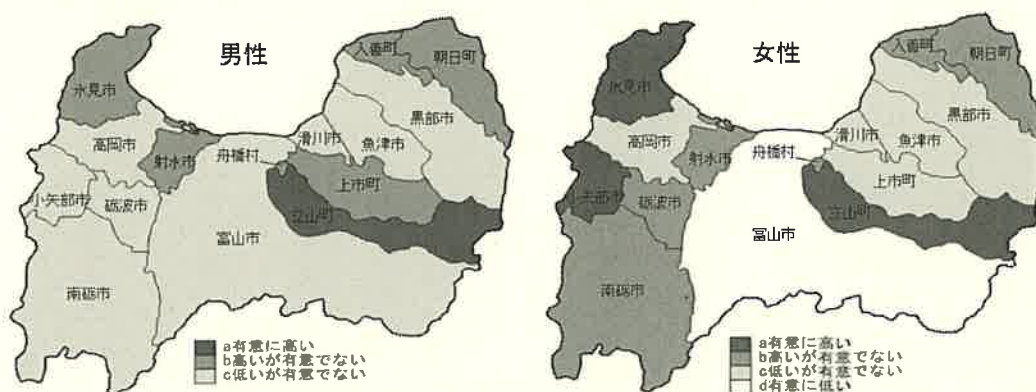 男性
入善町
朝日町
氷見市
黒部市
高岡市
滑川市
魚津市
射水市
舟橋村
上市町
小矢部市
砺波市
立山町
富山市
南砺市
a有意に高い
b高いが有意でない
c低いが有意でない
女性
入善町
朝日町
氷見市
黒部市
高岡市
滑川市
魚津市
射水市
舟橋村
上市町
小矢部市
砺波市
立山町
富山市
南砺市
a有意に高い
b高いが有意でない
c低いが有意でない
d有意に低い